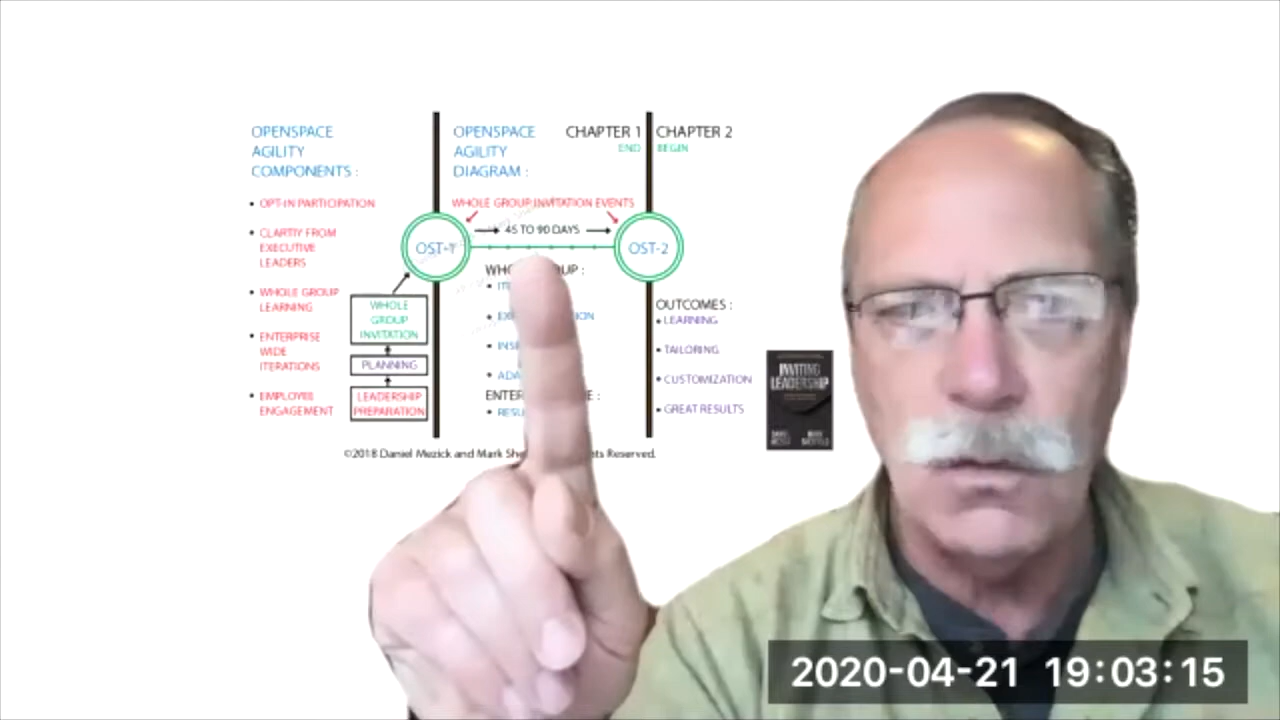 OPENSPACE
AGILITY
COMPONENTS :
• OPT-IN PARTICIPATION
• CLARTIY FROM
EXECUTIVE
LEADERS
• WHOLE GROUP
LEARNING
• ENTERPRISE
WIDE
ITERATIONS
• EMPLOYEE
ENGAGEMENT
WHOLE
GROUP
INVITATION
PLANNING
LEADERSHIP
PREPARATION
OPENSPACE
AGILITY
DIAGRAM :
CHAPTER 1
END
CHAPTER 2
BEGIN
WHOLE GROUP INVITATION EVENTS
45 TO 90 DAYS
OST-1
OST-2
OUTCOMES :
• LEARNING
• TAILORING
• CUSTOMIZATION
• GREAT RESULTS
INVITING
LEADERSHIP
©2018 Daniel Mezick and Mark Reserved.
2020-04-21 19:03:15